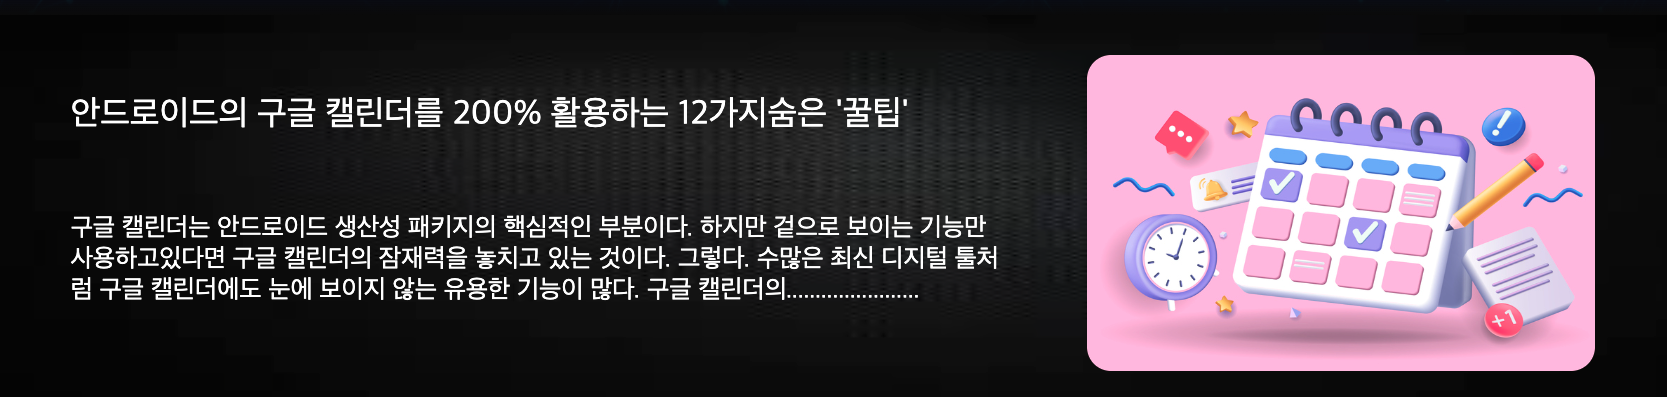 안드로이드의 구글 캘린더를 200% 활용하는 12가지숨은 '꿀팁'
구글 캘린더는 안드로이드 생산성 패키지의 핵심적인 부분이다. 하지만 겉으로 보이는 기능만
사용하고있다면 구글 캘린더의 잠재력을 놓치고 있는 것이다. 그렇다. 수많은 최신 디지털 툴처
럼 구글 캘린더에도 눈에 보이지 않는 유용한 기능이 많다. 구글 캘린더의.......................
+1